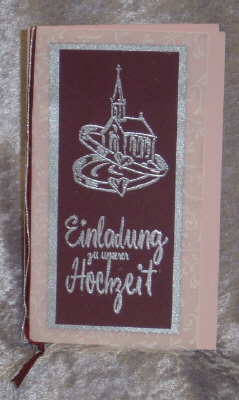 Einladung
zu unserer
Hochzeit